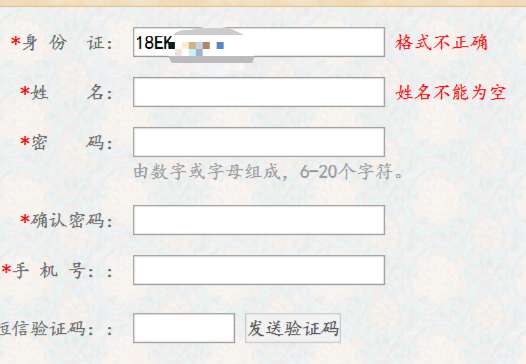 *身 份 证: 18EK 格式不正确
*姓 名: 姓名不能为空
*密 码:
由数字或字母组成，6-20个字符。
*确认密码:
*手 机 号: :
短信验证码: : 发送验证码